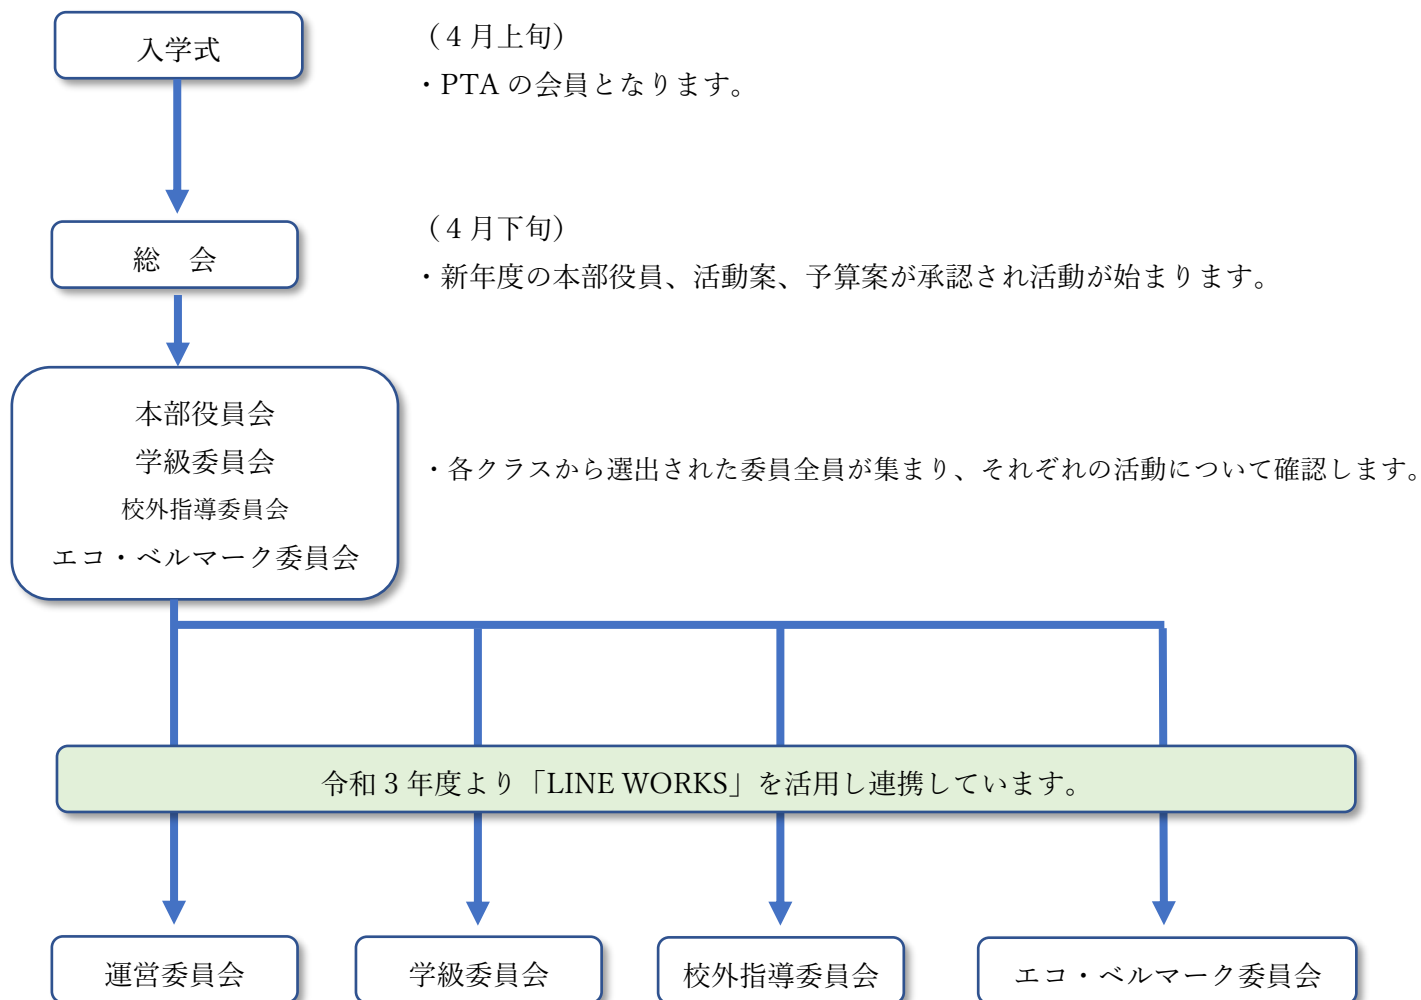 入学式
（4 月上旬）
・PTA の会員となります。
総　会
（4 月下旬）
・新年度の本部役員、活動案、予算案が承認され活動が始まります。
本部役員会
学級委員会
校外指導委員会
エコ・ベルマーク委員会
・各クラスから選出された委員全員が集まり、それぞれの活動について確認します。
令和 3 年度より「LINE WORKS」を活用し連携しています。
運営委員会
学級委員会
校外指導委員会
エコ・ベルマーク委員会